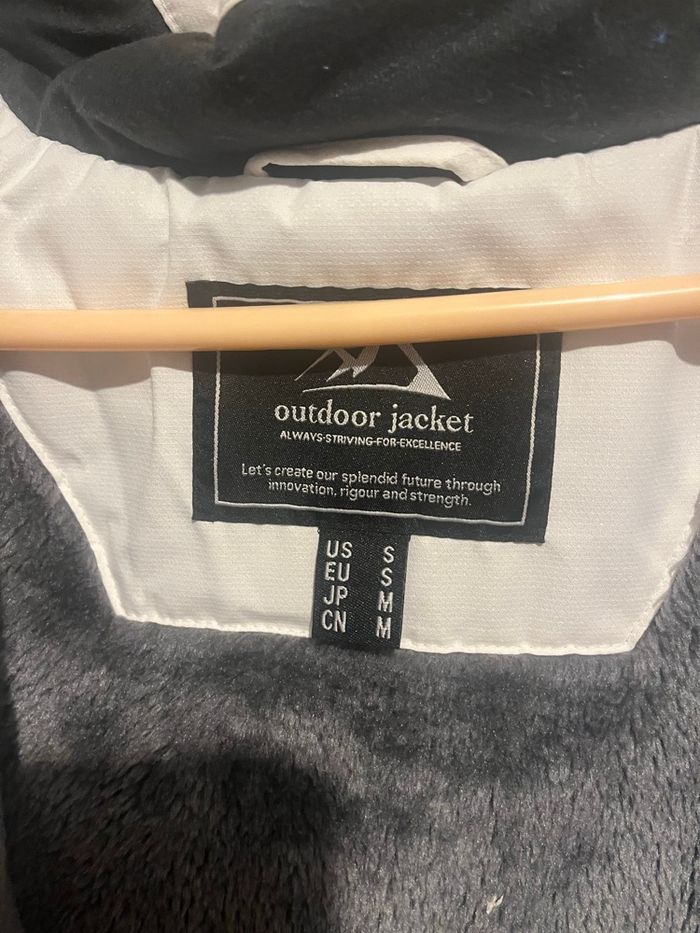 outdoor jacket
ALWAYS-STRIVING-FOR-EXCELLENCE
Let's create our splendid future through
innovation, rigour and strength.
US S
EU S
JP M
CN M